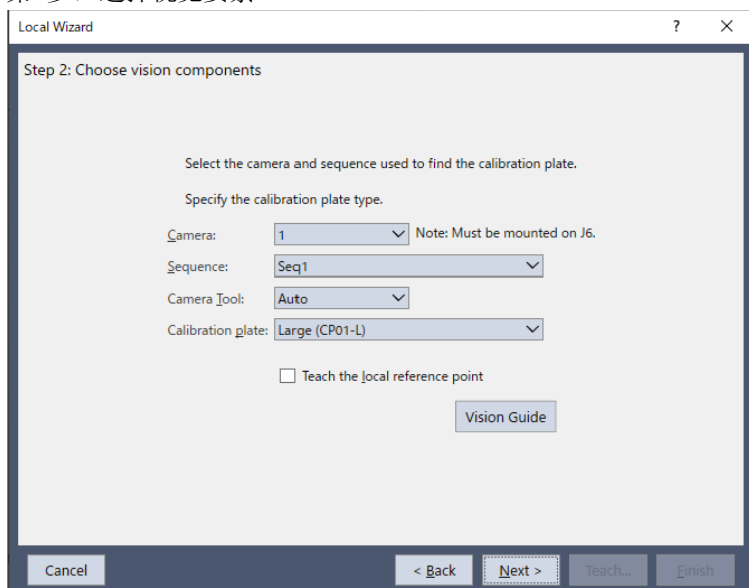 Local Wizard ? ×
Step 2: Choose vision components
Select the camera and sequence used to find the calibration plate.
Specify the calibration plate type.
Camera: 1 Note: Must be mounted on J6.
Sequence: Seq1
Camera Tool: Auto
Calibration plate: Large (CP01-L)
Teach the local reference point
Vision Guide
Cancel < Back Next > Teach... Finish